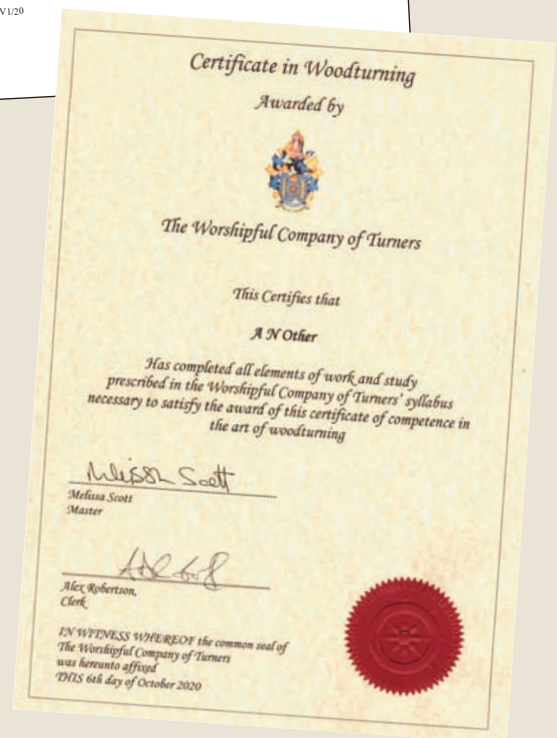 V1/20
Certificate in Woodturning
Awarded by
The Worshipful Company of Turners
This Certifies that
A N Other
Has completed all elements of work and study
prescribed in the Worshipful Company of Turners' syllabus
necessary to satisfy the award of this certificate of competence in
the art of woodturning
Melissa Scott
Melissa Scott
Master
Alex Robertson,
Clerk
IN WITNESS WHEREOF the common seal of
The Worshipful Company of Turners
was hereunto affixed
THIS 6th day of October 2020